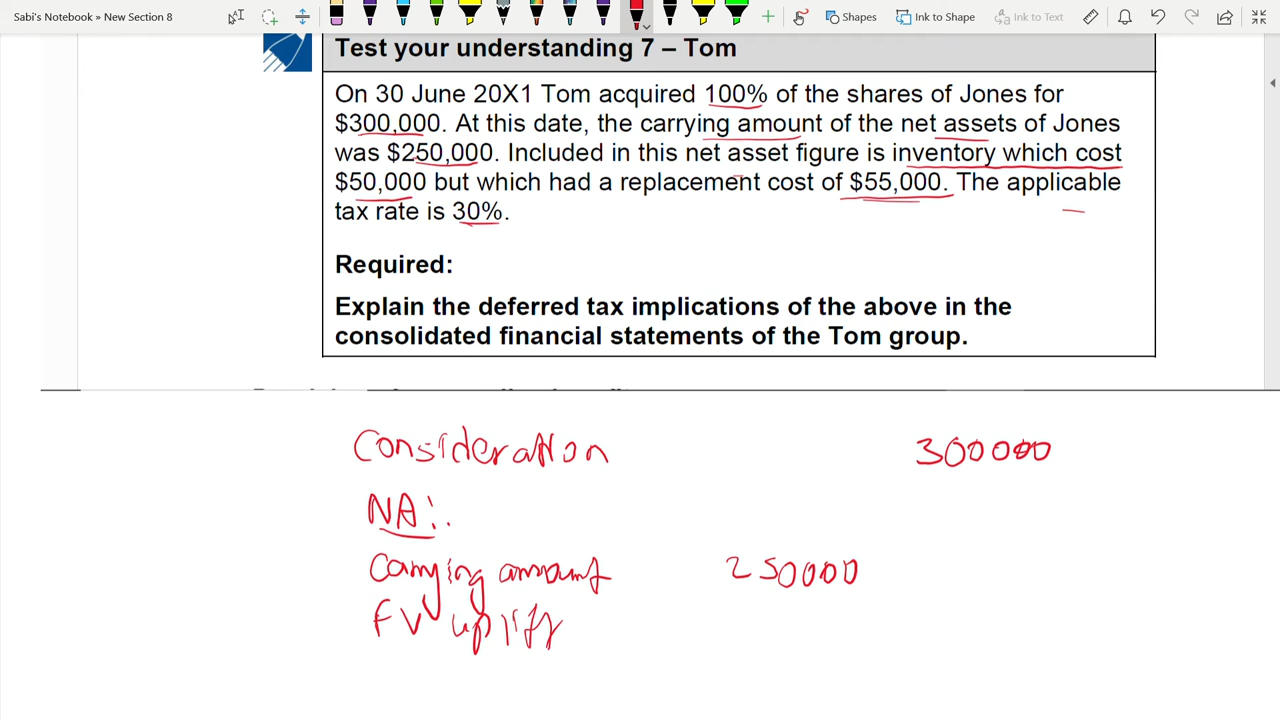 Sabi's Notebook » New Section 8
Shapes
Ink to Shape
Ink to Text
Test your understanding 7 – Tom
On 30 June 20X1 Tom acquired 100% of the shares of Jones for
$300,000. At this date, the carrying amount of the net assets of Jones
was $250,000. Included in this net asset figure is inventory which cost
$50,000 but which had a replacement cost of $55,000. The applicable
tax rate is 30%.
Required:
Explain the deferred tax implications of the above in the
consolidated financial statements of the Tom group.
Consideration 300000
NA:
Carrying amount 250000
FV uplift